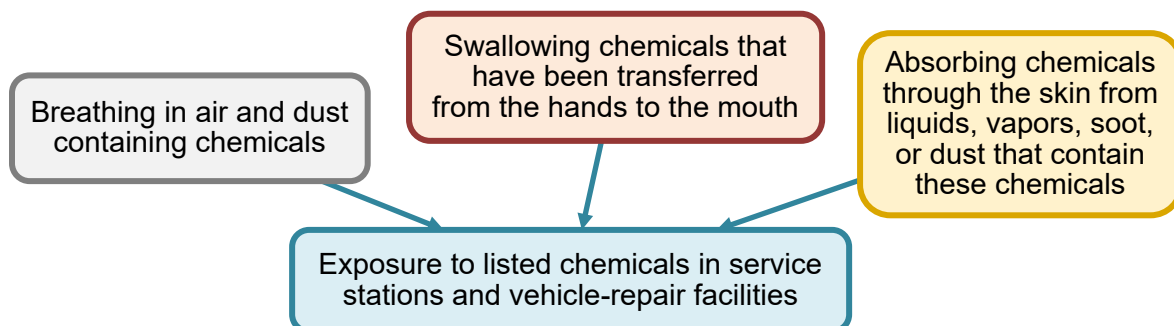 Breathing in air and dust
containing chemicals
Swallowing chemicals that
have been transferred
from the hands to the mouth
Absorbing chemicals
through the skin from
liquids, vapors, soot,
or dust that contain
these chemicals
Exposure to listed chemicals in service
stations and vehicle-repair facilities